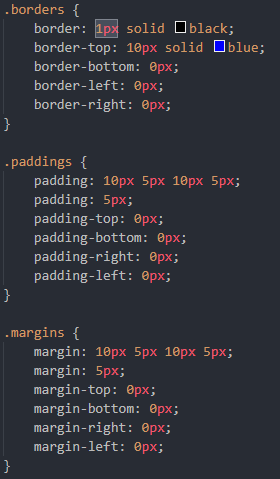 .borders {
    border: 1px solid black;
    border-top: 10px solid blue;
    border-bottom: 0px;
    border-left: 0px;
    border-right: 0px;
}

.paddings {
    padding: 10px 5px 10px 5px;
    padding: 5px;
    padding-top: 0px;
    padding-bottom: 0px;
    padding-right: 0px;
    padding-left: 0px;
}

.margins {
    margin: 10px 5px 10px 5px;
    margin: 5px;
    margin-top: 0px;
    margin-bottom: 0px;
    margin-right: 0px;
    margin-left: 0px;
}